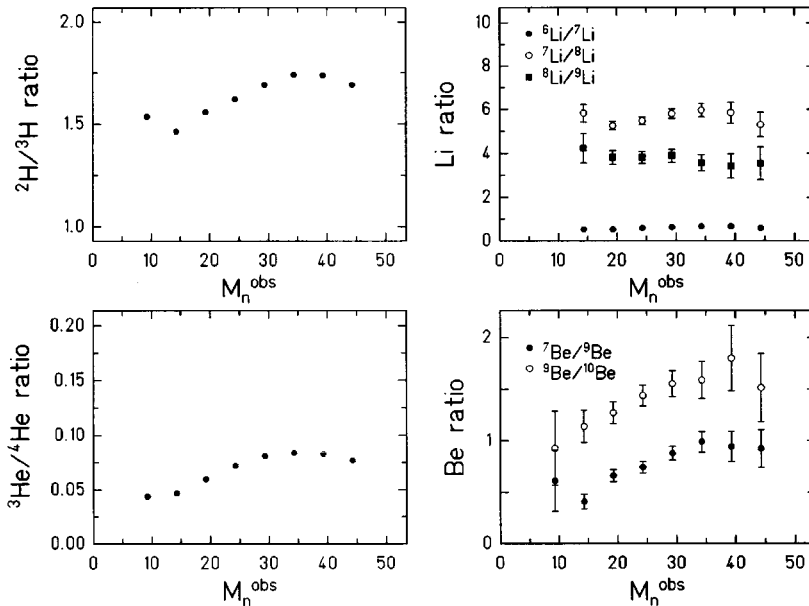 2.0
1.5
1.0
²H/³H ratio
0 10 20 30 40 50
Mₙᵒᵇˢ
10
8
6
4
2
0
Li ratio
⁶Li/⁷Li
⁷Li/⁸Li
⁸Li/⁹Li
0 10 20 30 40 50
Mₙᵒᵇˢ
0.20
0.15
0.10
0.05
0.00
³He/⁴He ratio
0 10 20 30 40 50
Mₙᵒᵇˢ
2
1
0
Be ratio
⁷Be/⁹Be
⁹Be/¹⁰Be
0 10 20 30 40 50
Mₙᵒᵇˢ